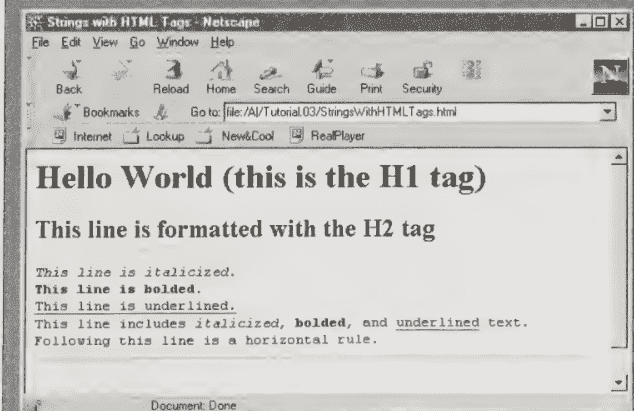 Strings with HTML Tags - Netscape
File Edit View Go Window Help
Back Reload Home Search Guide Print Security
N
Bookmarks Go to: file:/A|/Tutorial.03/StringsWithHTMLTags.html
Internet Lookup New&Cool RealPlayer
Hello World (this is the H1 tag)
This line is formatted with the H2 tag
This line is italicized.
This line is bolded.
This line is underlined.
This line includes italicized, bolded, and underlined text.
Following this line is a horizontal rule.
Document: Done